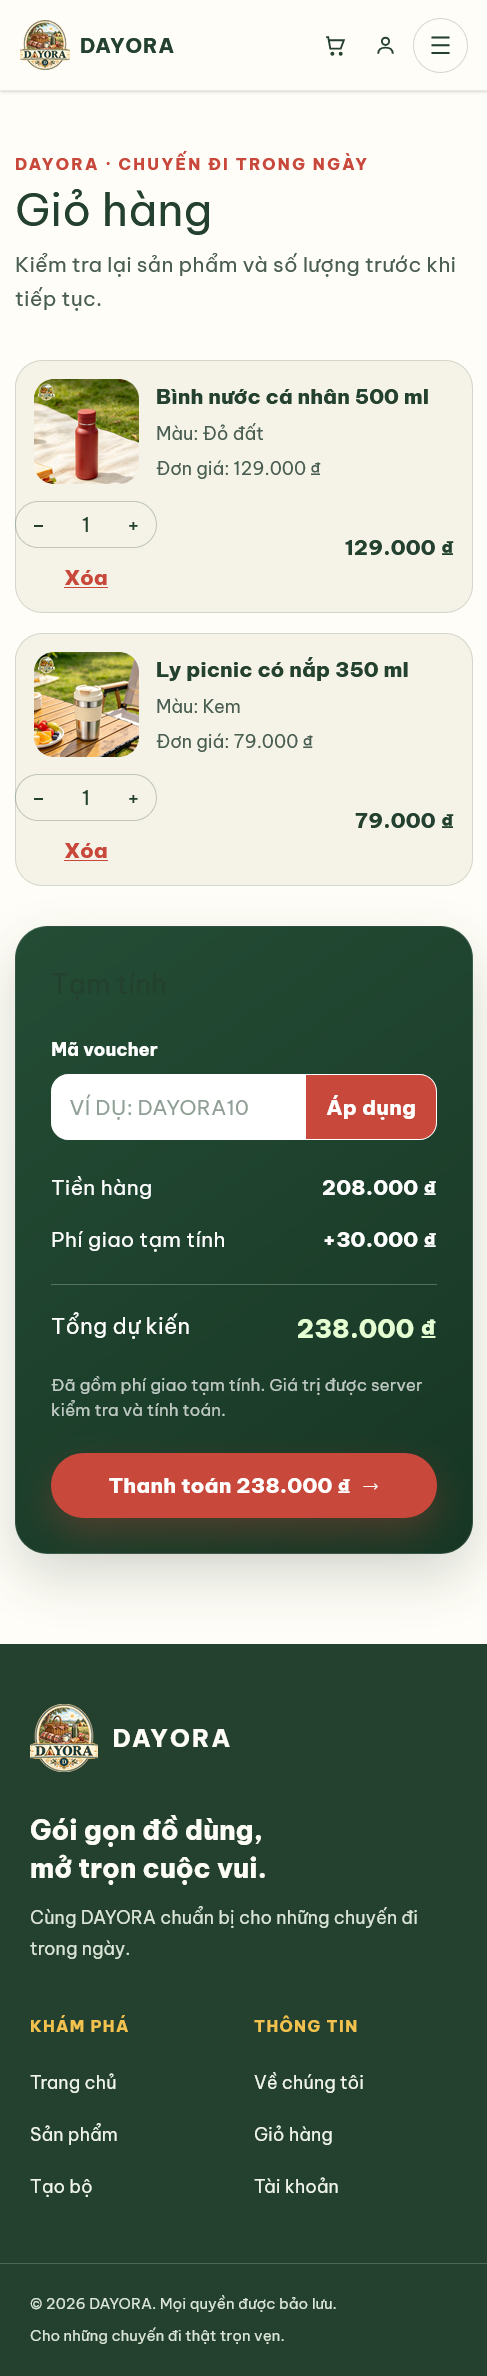 DAYORA
DAYORA
DAYORA · CHUYẾN ĐI TRONG NGÀY
Giỏ hàng
Kiểm tra lại sản phẩm và số lượng trước khi
tiếp tục.
Bình nước cá nhân 500 ml
Màu: Đỏ đất
Đơn giá: 129.000 ₫
− 1 +
129.000 ₫
Xóa
Ly picnic có nắp 350 ml
Màu: Kem
Đơn giá: 79.000 ₫
− 1 +
79.000 ₫
Xóa
Tạm tính
Mã voucher
VÍ DỤ: DAYORA10
Áp dụng
Tiền hàng 208.000 ₫
Phí giao tạm tính +30.000 ₫
Tổng dự kiến 238.000 ₫
Đã gồm phí giao tạm tính. Giá trị được server
kiểm tra và tính toán.
Thanh toán 238.000 ₫ →
DAYORA
DAYORA
Gói gọn đồ dùng,
mở trọn cuộc vui.
Cùng DAYORA chuẩn bị cho những chuyến đi
trong ngày.
KHÁM PHÁ THÔNG TIN
Trang chủ Về chúng tôi
Sản phẩm Giỏ hàng
Tạo bộ Tài khoản
© 2026 DAYORA. Mọi quyền được bảo lưu.
Cho những chuyến đi thật trọn vẹn.